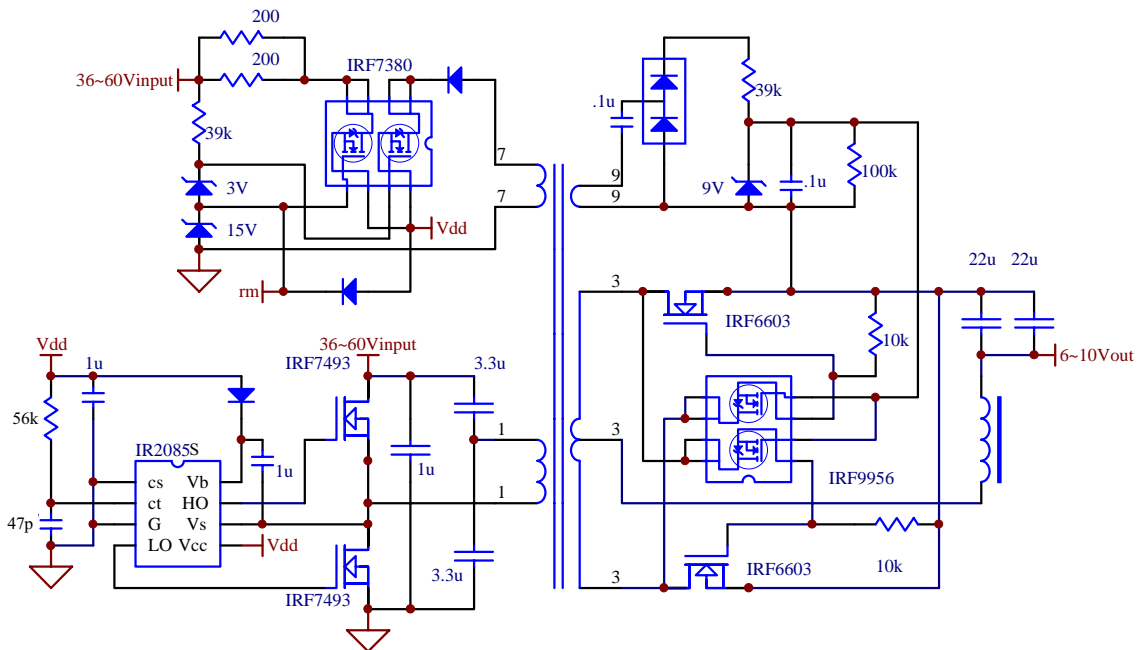 200
200
IRF7380
36~60Vinput
39k
3V
15V
Vdd
rm
7
7
.1u
9
9
39k
9V
.1u
100k
22u 22u
3
IRF6603
10k
6~10Vout
3
IRF9956
3
IRF6603
10k
Vdd
1u
56k
IR2085S
cs Vb
ct HO
G Vs
LO Vcc
47p
1u
Vdd
IRF7493
36~60Vinput
3.3u
1u
1
1
3.3u
IRF7493